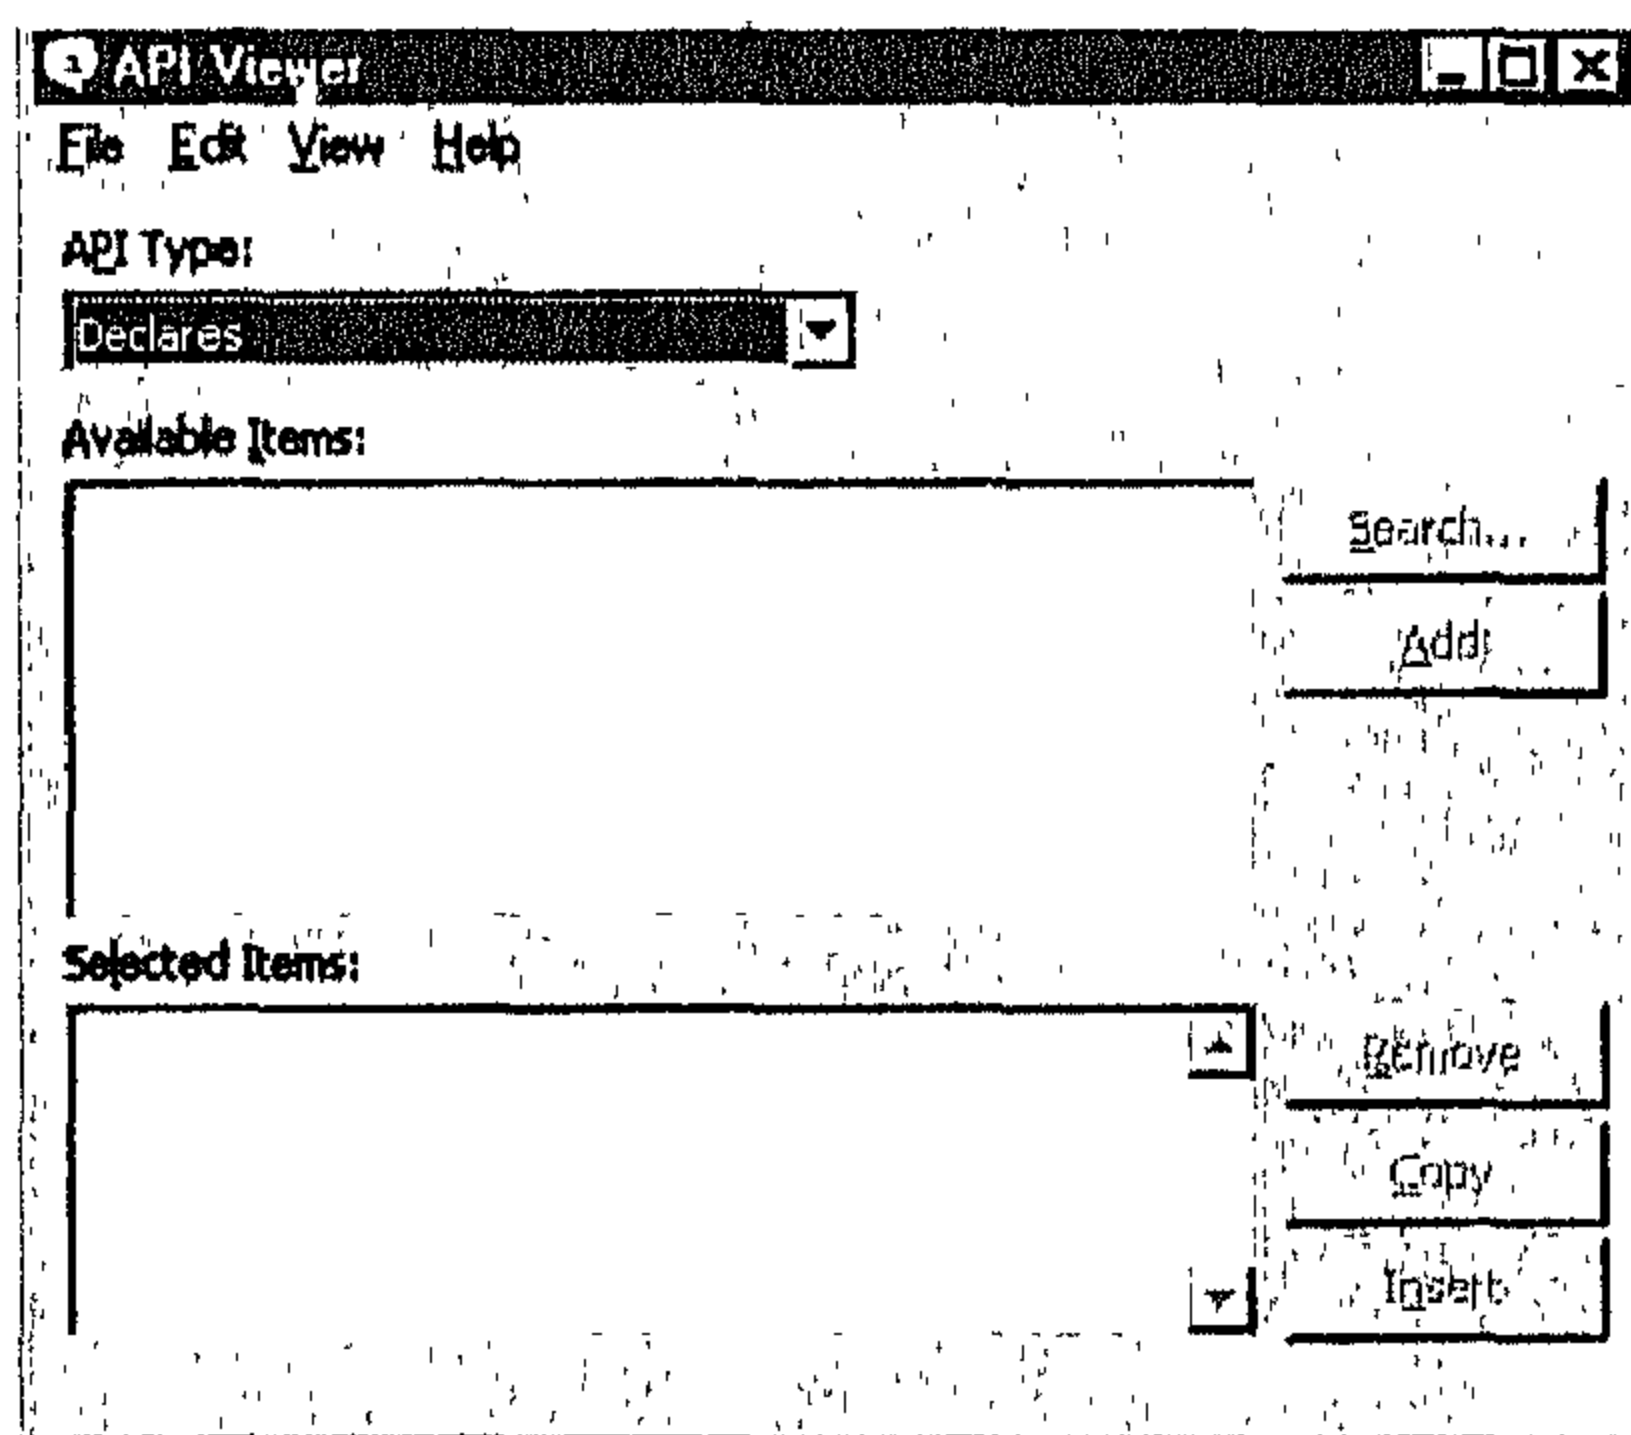 API Viewer
File Edit View Help
API Type:
Declares
Available Items:
Search...
Add
Selected Items:
Remove
Copy
Insert